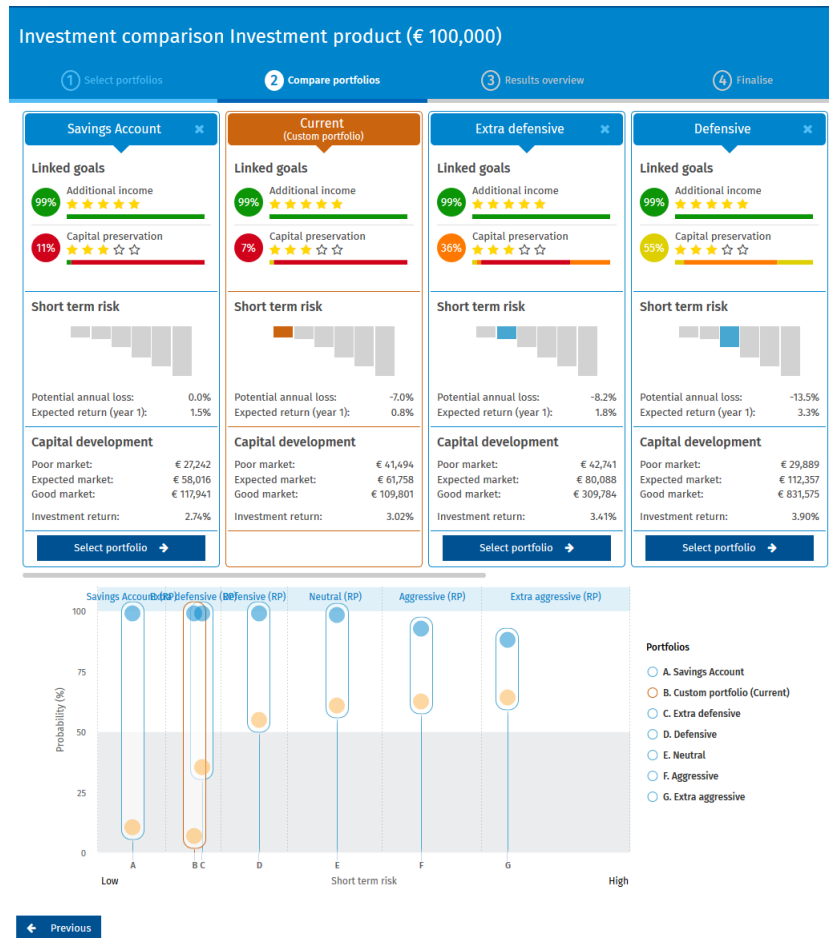 Investment comparison Investment product (€ 100,000)
1 Select portfolios
2 Compare portfolios
3 Results overview
4 Finalise
Savings Account ×
Linked goals
99% Additional income
11% Capital preservation
Short term risk
Potential annual loss: 0.0%
Expected return (year 1): 1.5%
Capital development
Poor market: € 27,242
Expected market: € 58,016
Good market: € 117,941
Investment return: 2.74%
Select portfolio →
Current
(Custom portfolio)
Linked goals
99% Additional income
7% Capital preservation
Short term risk
Potential annual loss: -7.0%
Expected return (year 1): 0.8%
Capital development
Poor market: € 41,494
Expected market: € 61,758
Good market: € 109,801
Investment return: 3.02%
Extra defensive ×
Linked goals
99% Additional income
36% Capital preservation
Short term risk
Potential annual loss: -8.2%
Expected return (year 1): 1.8%
Capital development
Poor market: € 42,741
Expected market: € 80,088
Good market: € 309,784
Investment return: 3.41%
Select portfolio →
Defensive ×
Linked goals
99% Additional income
55% Capital preservation
Short term risk
Potential annual loss: -13.5%
Expected return (year 1): 3.3%
Capital development
Poor market: € 29,889
Expected market: € 112,357
Good market: € 831,575
Investment return: 3.90%
Select portfolio →
Savings Account (RP)
Extra defensive (RP)
Defensive (RP)
Neutral (RP)
Aggressive (RP)
Extra aggressive (RP)
Probability (%)
100
75
50
25
0
A B C D E F G
Low Short term risk High
Portfolios
A. Savings Account
B. Custom portfolio (Current)
C. Extra defensive
D. Defensive
E. Neutral
F. Aggressive
G. Extra aggressive
← Previous